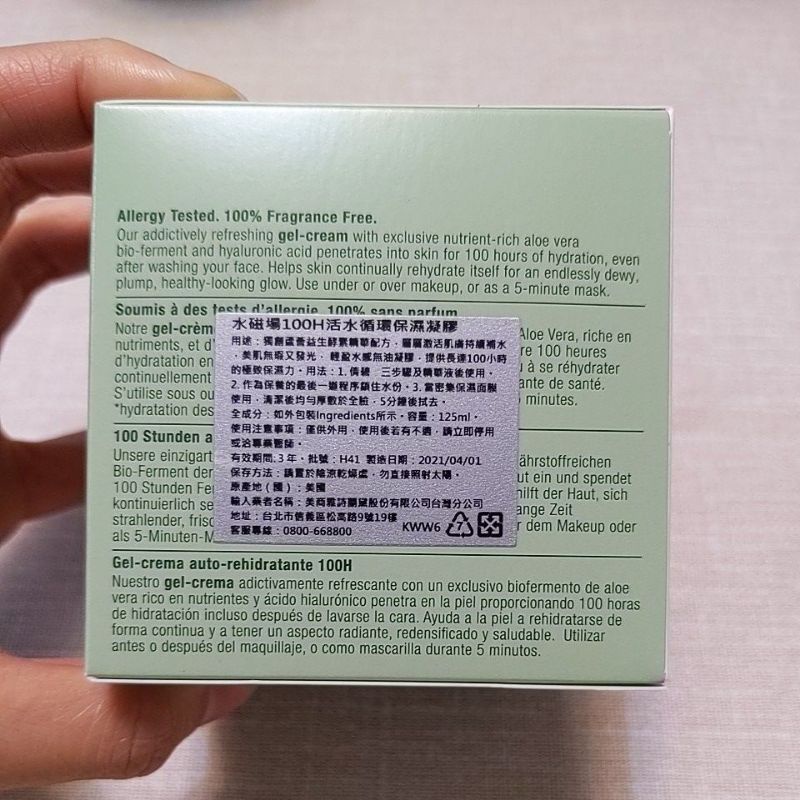 Allergy Tested. 100% Fragrance Free.
Our addictively refreshing gel-cream with exclusive nutrient-rich aloe vera
bio-ferment and hyaluronic acid penetrates into skin for 100 hours of hydration, even
after washing your face. Helps skin continually rehydrate itself for an endlessly dewy,
plump, healthy-looking glow. Use under or over makeup, or as a 5-minute mask.
Soumis à des tests d'allergie. 100% sans parfum.
Notre gel-crèm Aloe Vera, riche en
nutriments, et d' re 100 heures
d'hydratation en u à se réhydrater
continuellement ante de santé.
S'utilise sous ou minutes.
*hydratation des
水磁場100H活水循環保濕凝膠
用途：獨創蘆薈益生酵素精華配方，層層激活肌膚持續補水
，美肌無瑕又發光，輕盈水感無油凝膠，提供長達100小時
的極致保濕力。用法：1.倩碧 三步驟及精華液後使用。
2.作為保養的最後一道程序鎖住水份。3.當密集保濕面膜
使用，清潔後均勻厚敷於全臉，5分鐘後拭去。
全成分：如外包裝Ingredients所示。容量：125ml。
使用注意事項：僅供外用，使用後若有不適，請立即停用
或洽專業醫師。
有效期間:3年。批號：H41 製造日期：2021/04/01
保存方法：請置於陰涼乾燥處，勿直接照射太陽。
原產地（國）：美國
輸入業者名稱：美商雅詩蘭黛股份有限公司台灣分公司
地址：台北市信義區松高路9號19樓
客服專線：0800-668800 KWW6
100 Stunden a
Unsere einzigart ährstoffreichen
Bio-Ferment der ut ein und spendet
100 Stunden Fe hilft der Haut, sich
kontinuierlich se ange Zeit
strahlender, frisc r dem Makeup oder
als 5-Minuten-M
Gel-crema auto-rehidratante 100H
Nuestro gel-crema adictivamente refrescante con un exclusivo biofermento de aloe
vera rico en nutrientes y ácido hialurónico penetra en la piel proporcionando 100 horas
de hidratación incluso después de lavarse la cara. Ayuda a la piel a rehidratarse de
forma continua y a tener un aspecto radiante, redensificado y saludable. Utilizar
antes o después del maquillaje, o como mascarilla durante 5 minutos.